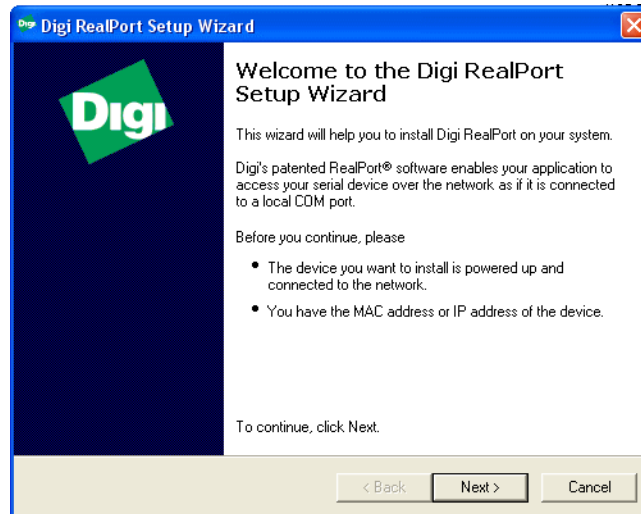 Digi Digi RealPort Setup Wizard
Digi
Welcome to the Digi RealPort
Setup Wizard
This wizard will help you to install Digi RealPort on your system.
Digi's patented RealPort® software enables your application to
access your serial device over the network as if it is connected
to a local COM port.
Before you continue, please
• The device you want to install is powered up and
connected to the network.
• You have the MAC address or IP address of the device.
To continue, click Next.
< Back Next > Cancel